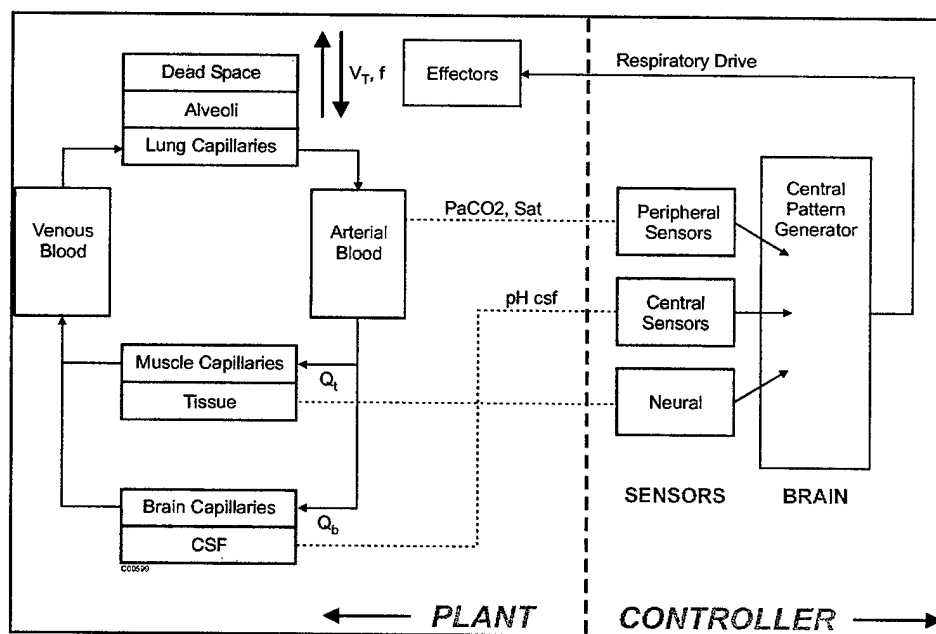 Dead Space
Alveoli
Lung Capillaries
V_T, f
Effectors
Respiratory Drive
Venous
Blood
Arterial
Blood
PaCO2, Sat
Peripheral
Sensors
Central
Pattern
Generator
pH csf
Central
Sensors
Muscle Capillaries
Q_t
Tissue
Neural
Brain Capillaries
Q_b
CSF
C00599
SENSORS
BRAIN
PLANT
CONTROLLER